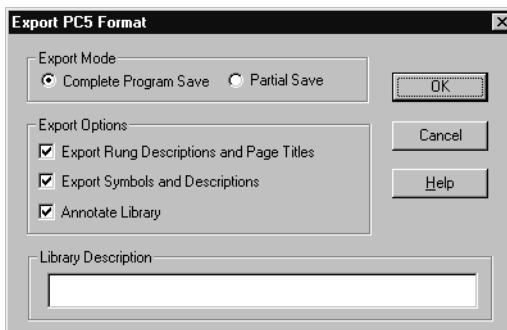 Export PC5 Format
Export Mode
Complete Program Save Partial Save
OK
Export Options
Export Rung Descriptions and Page Titles
Export Symbols and Descriptions
Annotate Library
Cancel
Help
Library Description